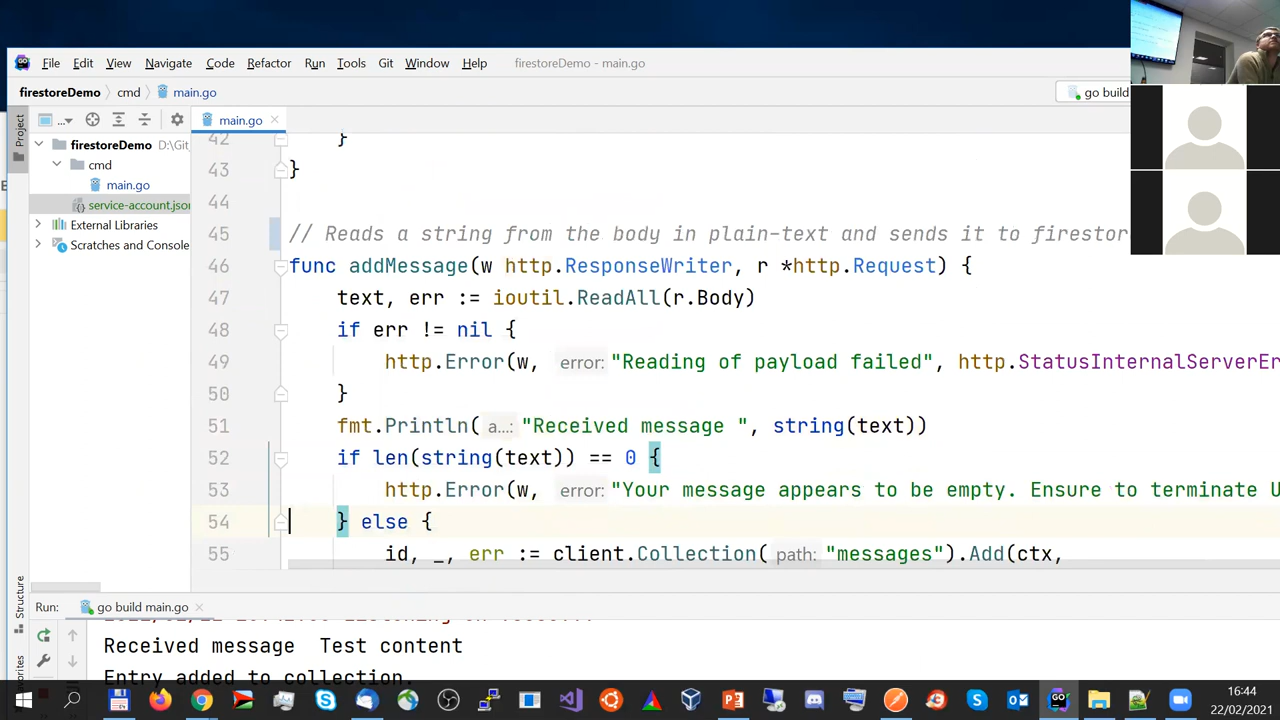 File Edit View Navigate Code Refactor Run Tools Git Window Help firestoreDemo - main.go
firestoreDemo cmd main.go go build
Project ... main.go
firestoreDemo D:\Git
cmd
main.go
service-account.json
External Libraries
Scratches and Console
42 }
43 }
44
45 // Reads a string from the body in plain-text and sends it to firestor
46 func addMessage(w http.ResponseWriter, r *http.Request) {
47 text, err := ioutil.ReadAll(r.Body)
48 if err != nil {
49 http.Error(w, error: "Reading of payload failed", http.StatusInternalServerEr
50 }
51 fmt.Println( a...: "Received message ", string(text))
52 if len(string(text)) == 0 {
53 http.Error(w, error: "Your message appears to be empty. Ensure to terminate U
54 } else {
55 id, _, err := client.Collection( path: "messages").Add(ctx,
Structure
Run: go build main.go
Received message  Test content
Entry added to collection.
avorites
16:44
22/02/2021